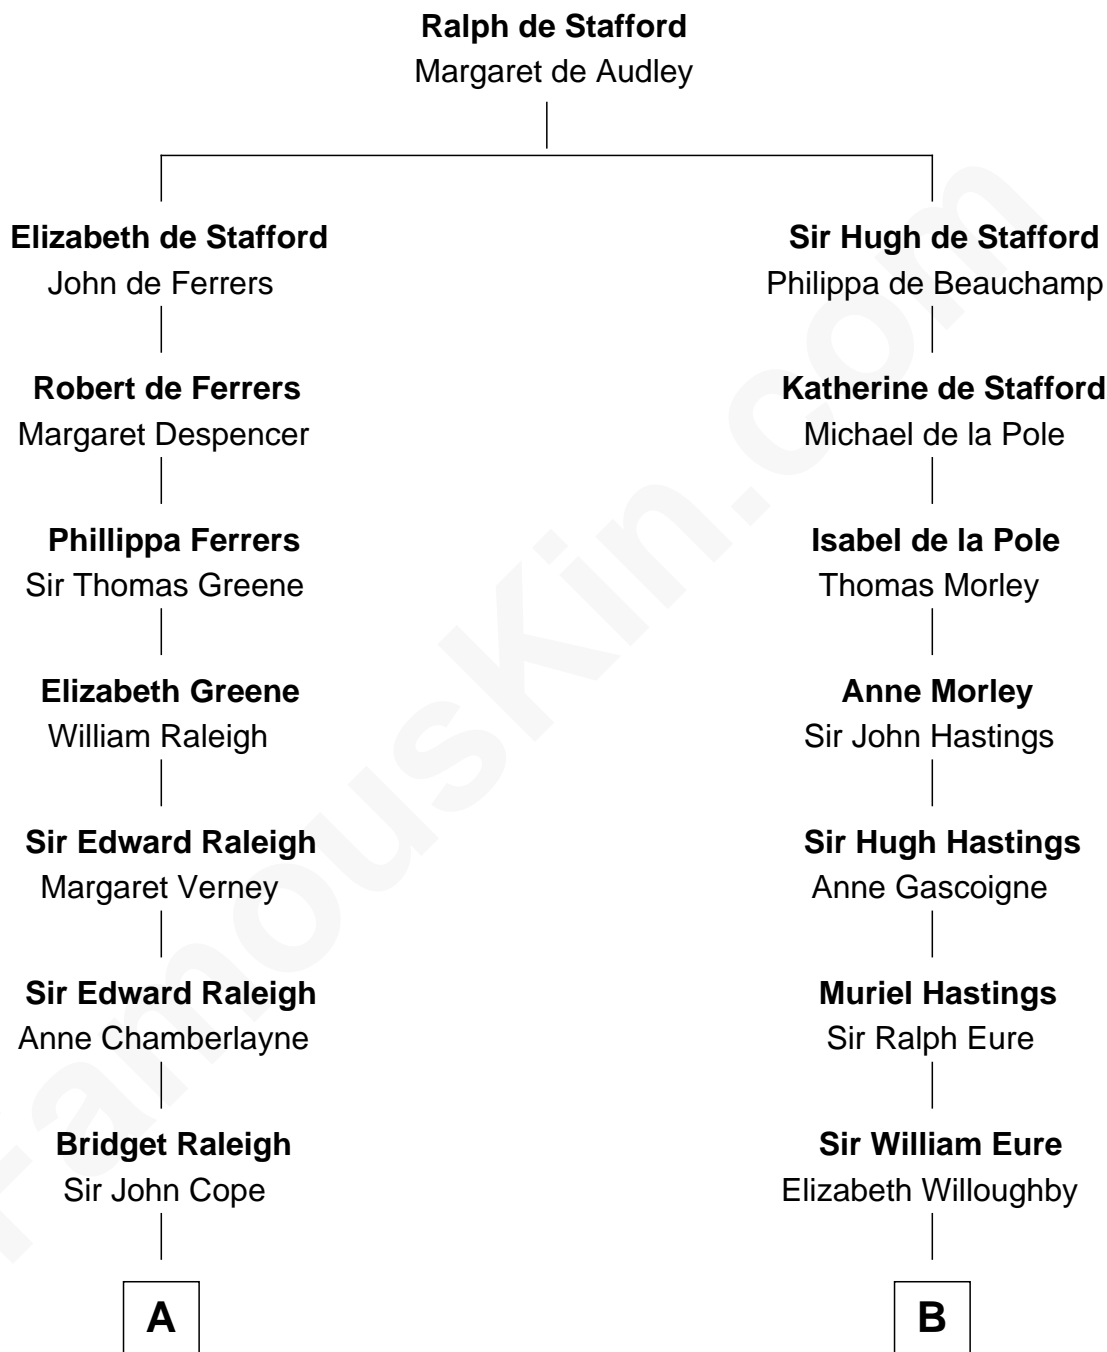 Ralph de Stafford
Margaret de Audley
Elizabeth de Stafford
John de Ferrers
Robert de Ferrers
Margaret Despencer
Phillippa Ferrers
Sir Thomas Greene
Elizabeth Greene
William Raleigh
Sir Edward Raleigh
Margaret Verney
Sir Edward Raleigh
Anne Chamberlayne
Bridget Raleigh
Sir John Cope
A
Sir Hugh de Stafford
Philippa de Beauchamp
Katherine de Stafford
Michael de la Pole
Isabel de la Pole
Thomas Morley
Anne Morley
Sir John Hastings
Sir Hugh Hastings
Anne Gascoigne
Muriel Hastings
Sir Ralph Eure
Sir William Eure
Elizabeth Willoughby
B
FamousKin.com